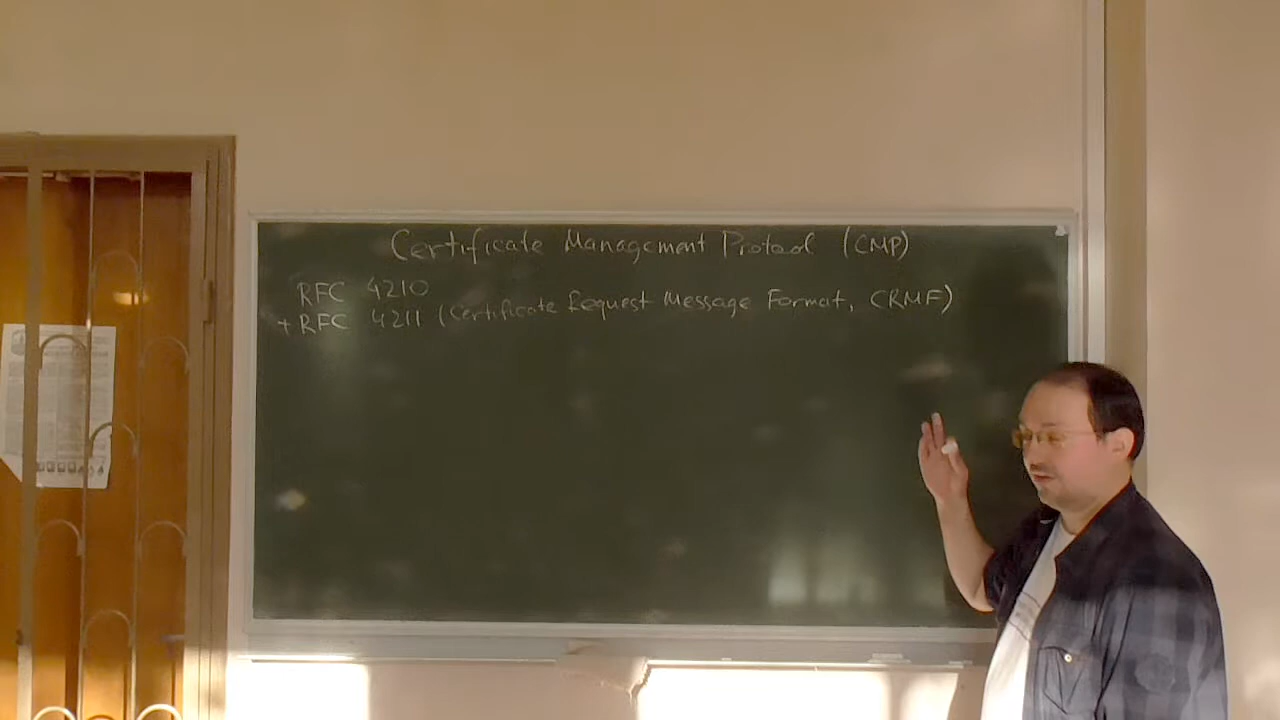 Certificate Management Protocol (CMP)
RFC 4210
+ RFC 4211 (Certificate Request Message Format, CRMF)